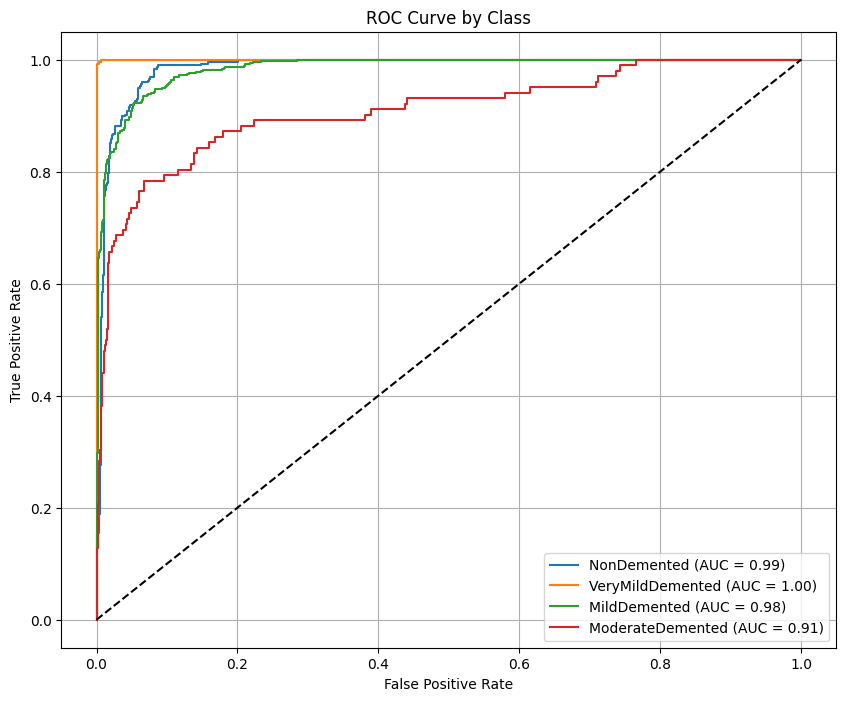 ROC Curve by Class
True Positive Rate
1.0
0.8
0.6
0.4
0.2
0.0
0.0 0.2 0.4 0.6 0.8 1.0
False Positive Rate
NonDemented (AUC = 0.99)
VeryMildDemented (AUC = 1.00)
MildDemented (AUC = 0.98)
ModerateDemented (AUC = 0.91)